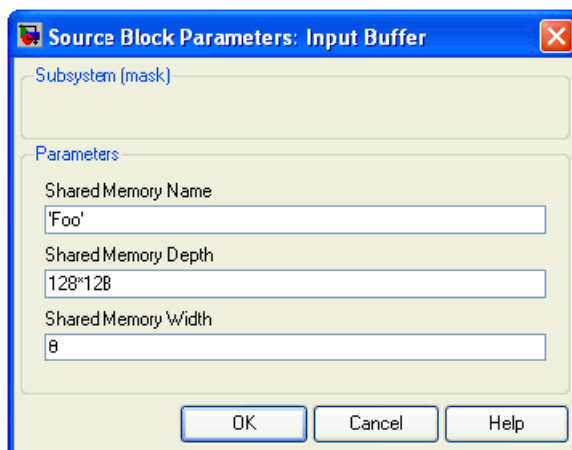 Source Block Parameters: Input Buffer
Subsystem (mask)
Parameters
Shared Memory Name
'Foo'
Shared Memory Depth
128*128
Shared Memory Width
8
OK Cancel Help